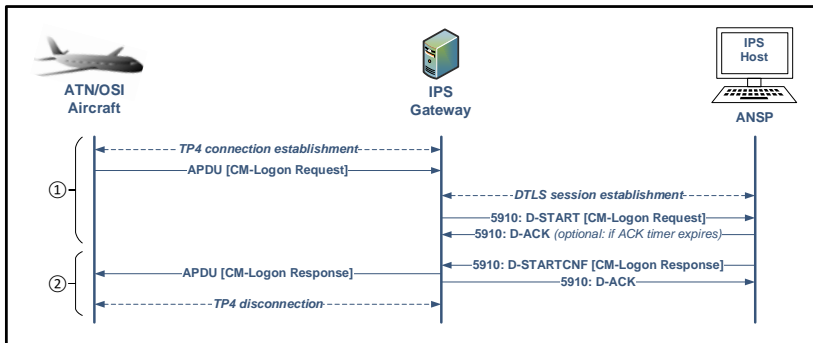 ATN/OSI
Aircraft
IPS
Gateway
IPS
Host
ANSP
①
TP4 connection establishment
APDU [CM-Logon Request]
DTLS session establishment
5910: D-START [CM-Logon Request]
5910: D-ACK (optional: if ACK timer expires)
②
5910: D-STARTCNF [CM-Logon Response]
APDU [CM-Logon Response]
5910: D-ACK
TP4 disconnection